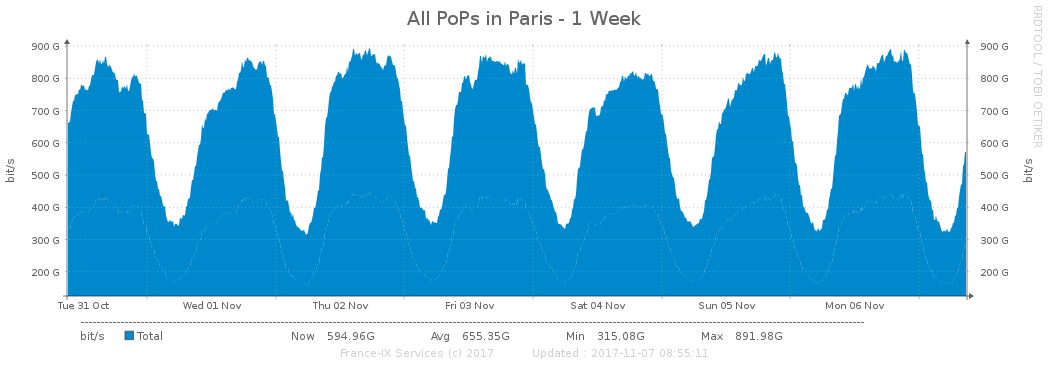 All PoPs in Paris - 1 Week
RRDTOOL / TOBI OETIKER
900 G 900 G
800 G 800 G
700 G 700 G
600 G 600 G
500 G 500 G
400 G 400 G
300 G 300 G
200 G 200 G
bit/s bit/s
Tue 31 Oct Wed 01 Nov Thu 02 Nov Fri 03 Nov Sat 04 Nov Sun 05 Nov Mon 06 Nov
bit/s Total Now 594.96G Avg 655.35G Min 315.08G Max 891.98G
France-IX Services (c) 2017 Updated : 2017-11-07 08:55:11